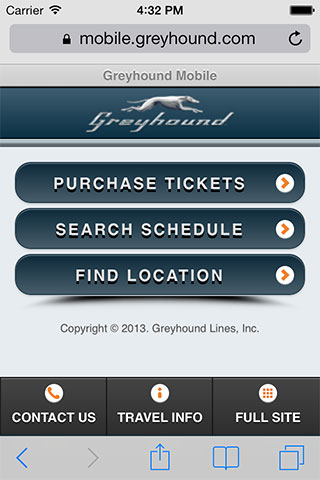 Carrier 4:32 PM
mobile.greyhound.com
Greyhound Mobile
Greyhound
PURCHASE TICKETS
SEARCH SCHEDULE
FIND LOCATION
Copyright © 2013. Greyhound Lines, Inc.
CONTACT US TRAVEL INFO FULL SITE